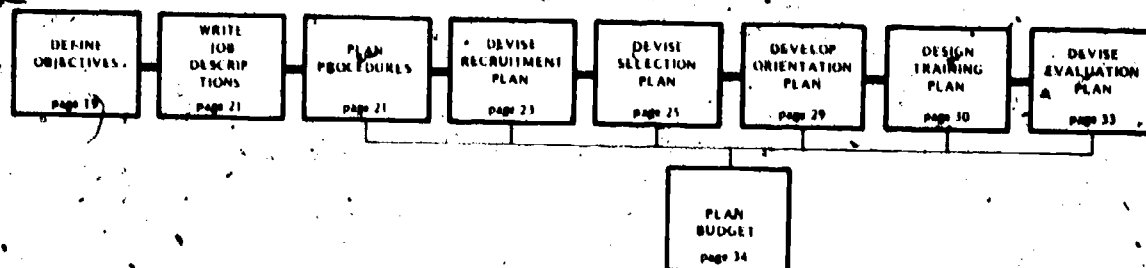 DEFINE
OBJECTIVES
page 19
WRITE
JOB
DESCRIP
TIONS
page 21
PLAN
PROCEDURES
page 21
DEVISE
RECRUITMENT
PLAN
page 23
DEVISE
SELECTION
PLAN
page 25
DEVELOP
ORIENTATION
PLAN
page 29
DESIGN
TRAINING
PLAN
page 30
DEVISE
EVALUATION
PLAN
page 33
PLAN
BUDGET
page 34